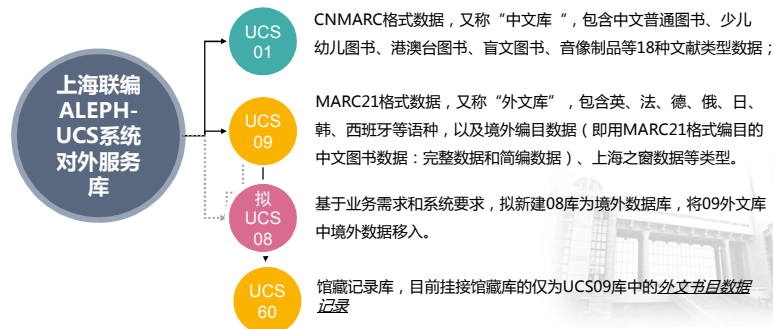 上海联编
ALEPH-
UCS系统
对外服务
库
UCS
01
CNMARC格式数据，又称“中文库“，包含中文普通图书、少儿
幼儿图书、港澳台图书、盲文图书、音像制品等18种文献类型数据；
UCS
09
MARC21格式数据，又称“外文库”，包含英、法、德、俄、日、
韩、西班牙等语种，以及境外编目数据（即用MARC21格式编目的
中文图书数据：完整数据和简编数据）、上海之窗数据等类型。
拟
UCS
08
基于业务需求和系统要求，拟新建08库为境外数据库，将09外文库
中境外数据移入。
UCS
60
馆藏记录库，目前挂接馆藏库的仅为UCS09库中的外文书目数据
记录